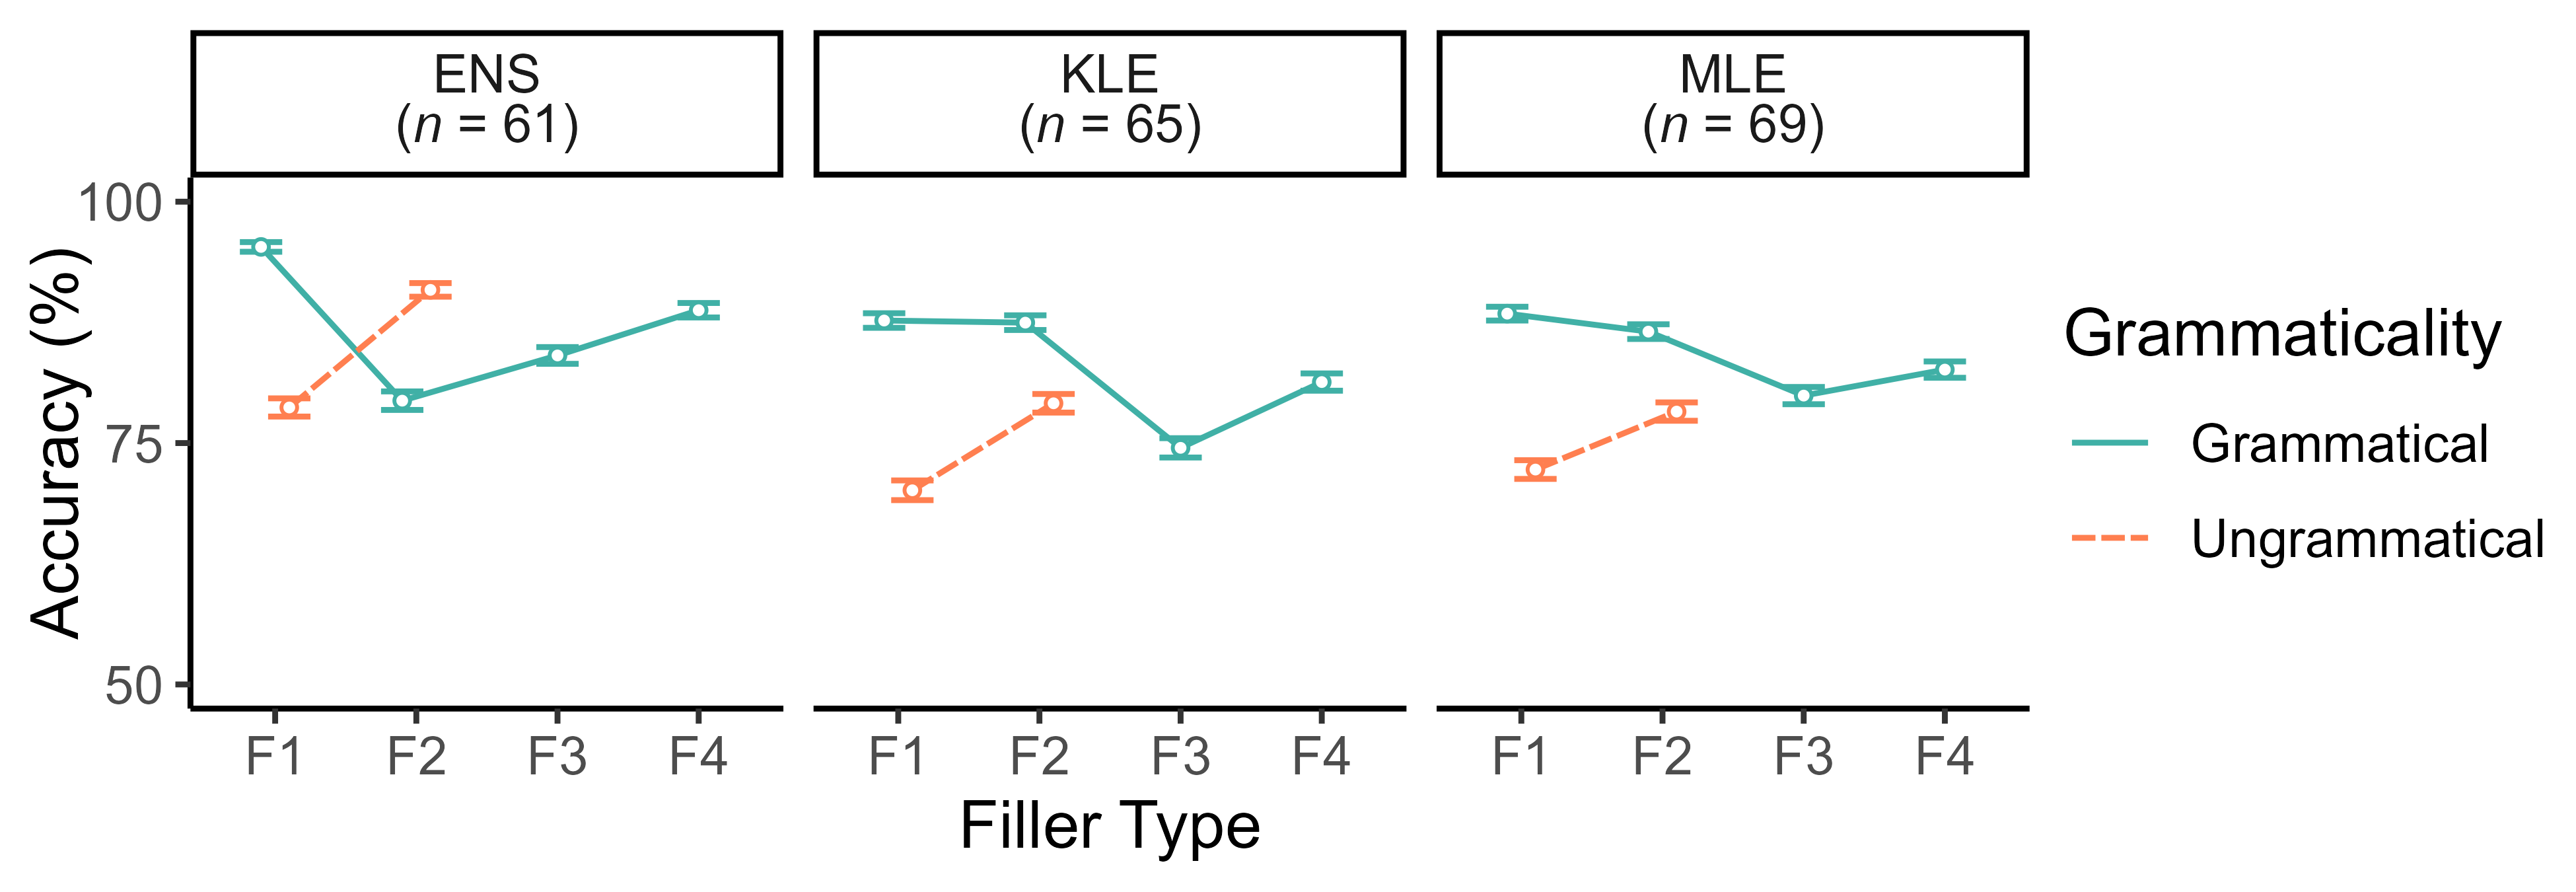 ENS
(n = 61)
KLE
(n = 65)
MLE
(n = 69)
100
75
50
Accuracy (%)
F1 F2 F3 F4
F1 F2 F3 F4
F1 F2 F3 F4
Filler Type
Grammaticality
Grammatical
Ungrammatical